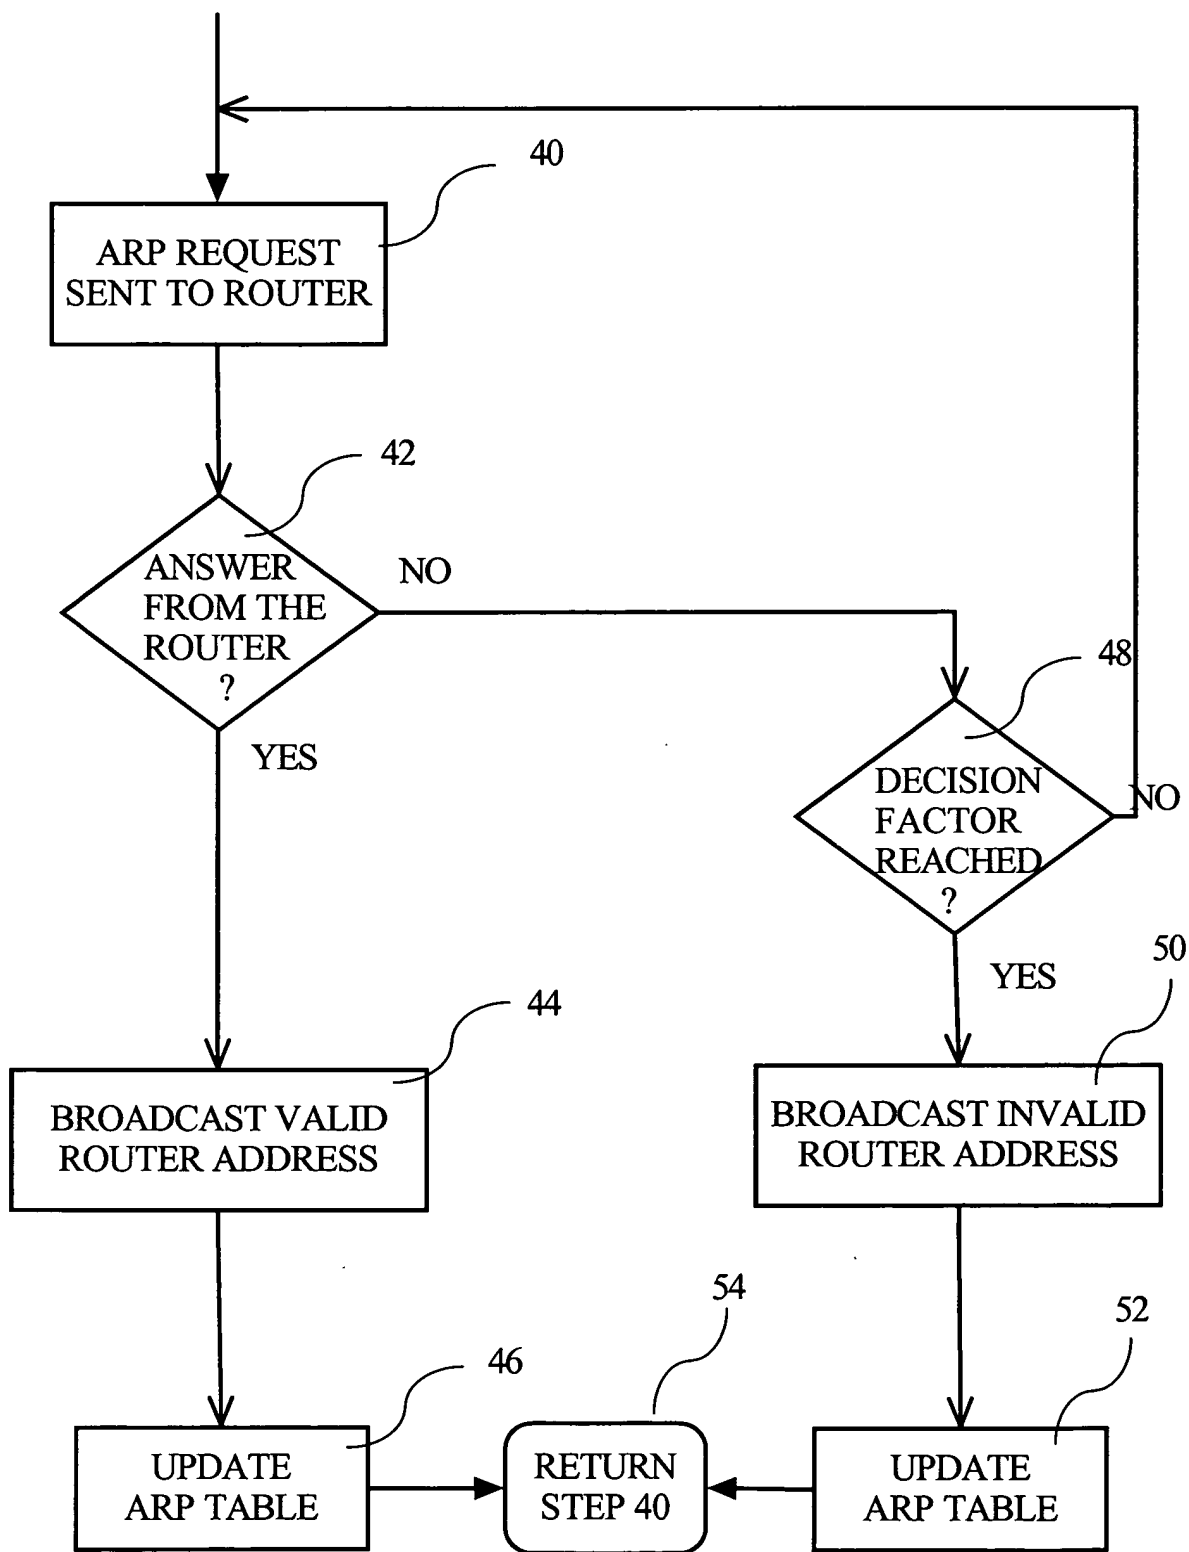 40
ARP REQUEST
SENT TO ROUTER
42
ANSWER
FROM THE
ROUTER
?
NO
YES
48
DECISION
FACTOR
REACHED
?
NO
YES
44
BROADCAST VALID
ROUTER ADDRESS
50
BROADCAST INVALID
ROUTER ADDRESS
46
UPDATE
ARP TABLE
54
RETURN
STEP 40
52
UPDATE
ARP TABLE